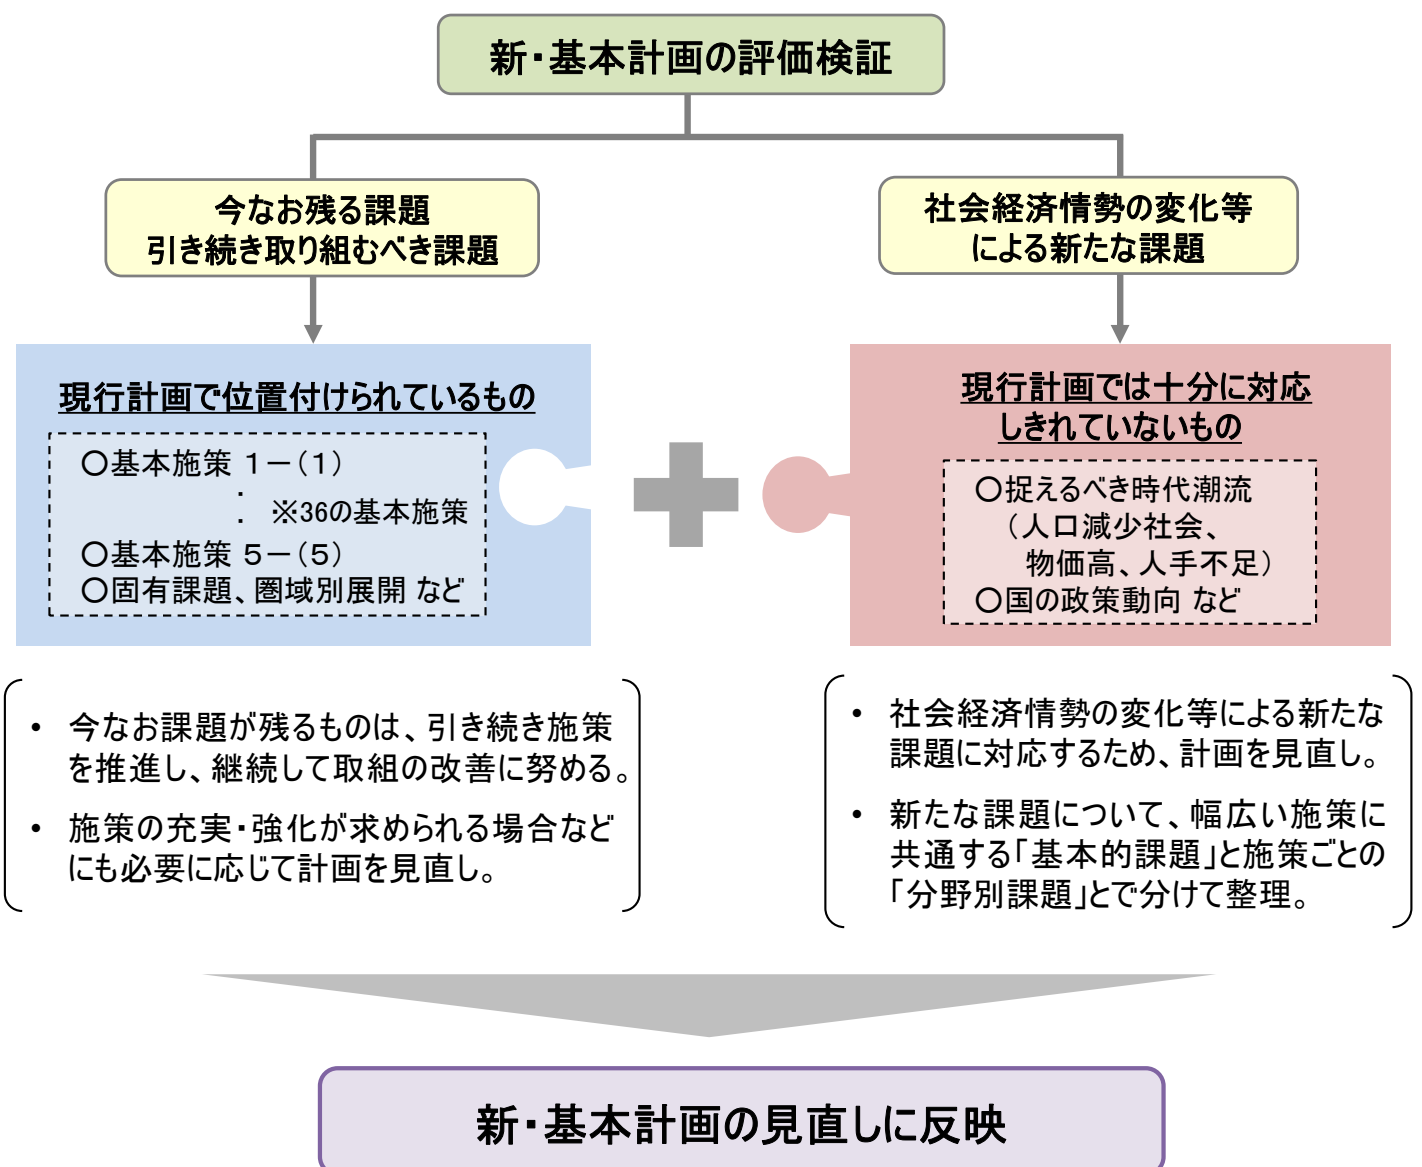 新・基本計画の評価検証
今なお残る課題
引き続き取り組むべき課題
現行計画で位置付けられているもの
〇基本施策 １－（１）
：　※36の基本施策
〇基本施策 ５－（５）
〇固有課題、圏域別展開 など
社会経済情勢の変化等
による新たな課題
現行計画では十分に対応
しきれていないもの
〇捉えるべき時代潮流
（人口減少社会、
物価高、人手不足）
〇国の政策動向 など
• 今なお課題が残るものは、引き続き施策
を推進し、継続して取組の改善に努める。
• 施策の充実・強化が求められる場合など
にも必要に応じて計画を見直し。
• 社会経済情勢の変化等による新たな
課題に対応するため、計画を見直し。
• 新たな課題について、幅広い施策に
共通する「基本的課題」と施策ごとの
「分野別課題」とで分けて整理。
新・基本計画の見直しに反映